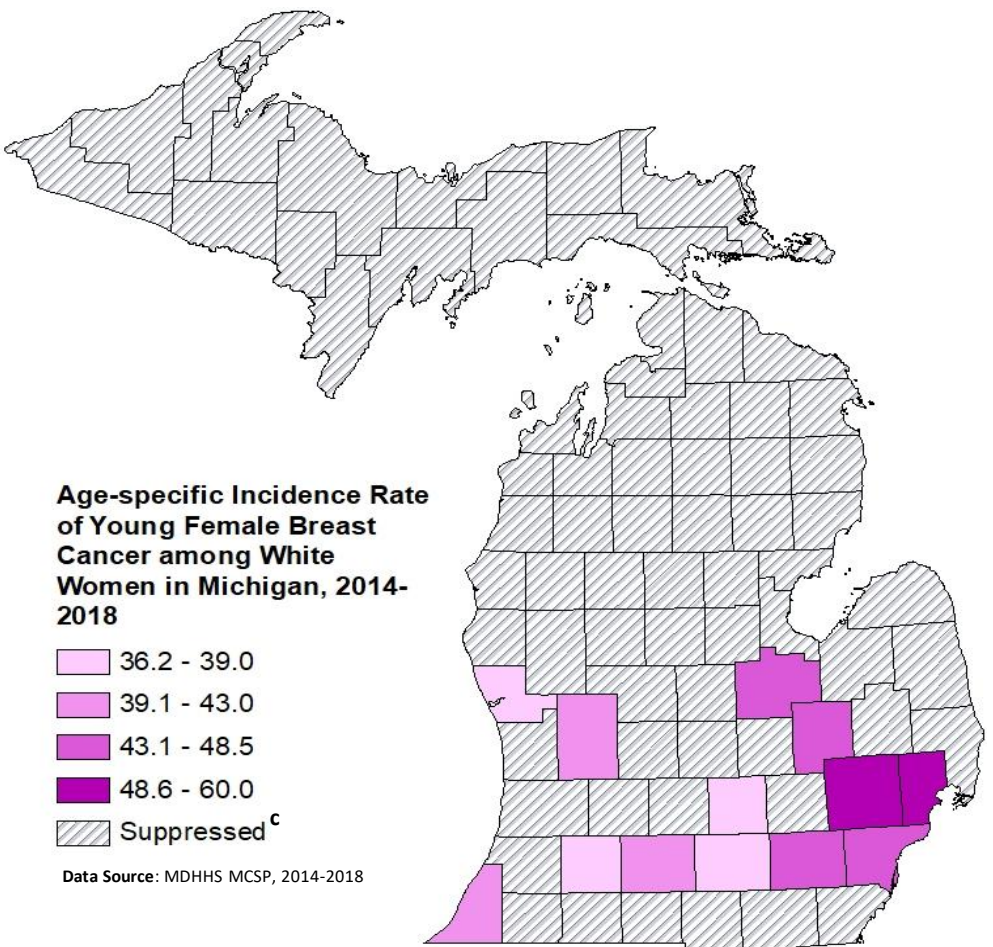 Age-specific Incidence Rate
of Young Female Breast
Cancer among White
Women in Michigan, 2014-
2018
36.2 - 39.0
39.1 - 43.0
43.1 - 48.5
48.6 - 60.0
Suppressed c
Data Source: MDHHS MCSP, 2014-2018